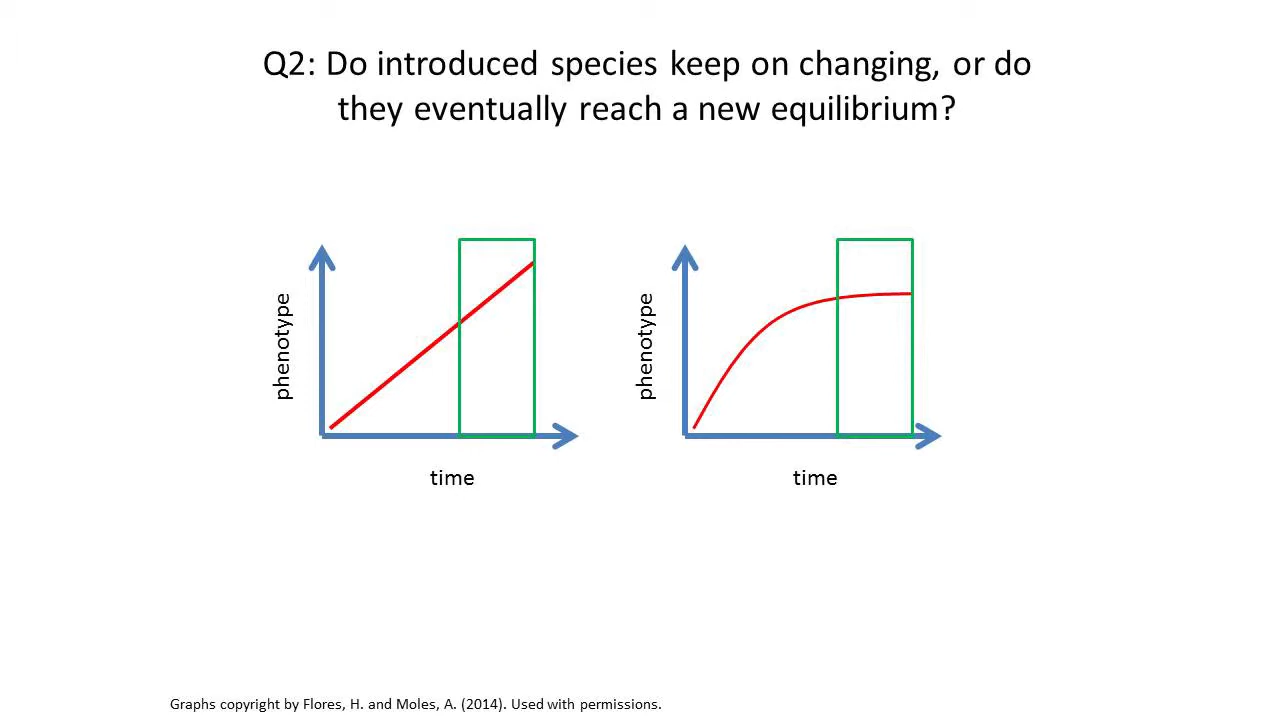 Q2: Do introduced species keep on changing, or do
they eventually reach a new equilibrium?
phenotype
time
phenotype
time
Graphs copyright by Flores, H. and Moles, A. (2014). Used with permissions.